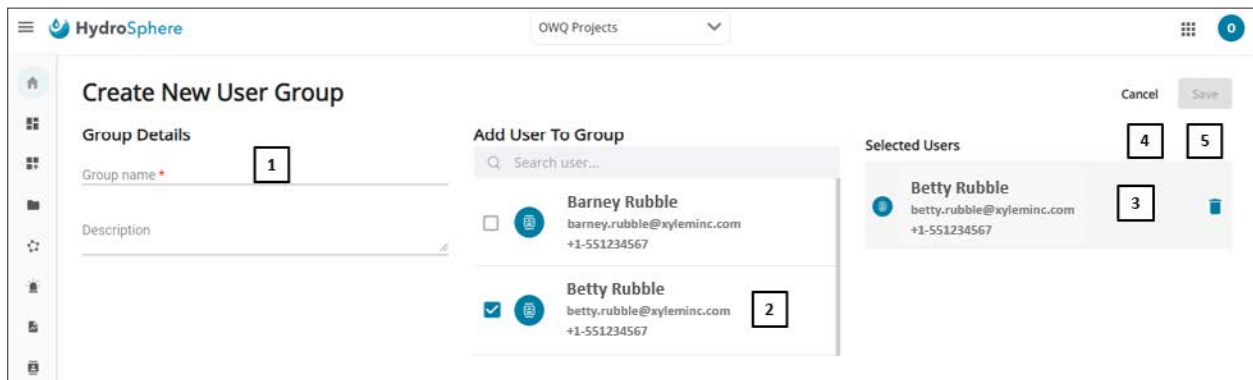 HydroSphere
OWQ Projects
O
Create New User Group
Cancel
Save
Group Details
1
Group name *
Description
Add User To Group
Search user...
Barney Rubble
barney.rubble@xyleminc.com
+1-551234567
Betty Rubble
betty.rubble@xyleminc.com
+1-551234567
2
Selected Users
4
5
Betty Rubble
betty.rubble@xyleminc.com
+1-551234567
3